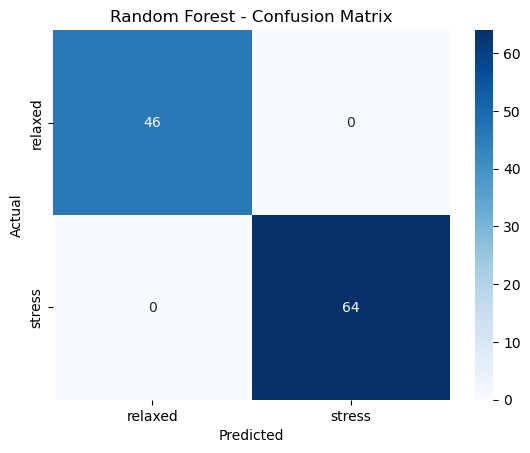 Random Forest - Confusion Matrix
relaxed
46
0
60
50
40
30
20
10
0
Actual
stress
0
64
relaxed
stress
Predicted